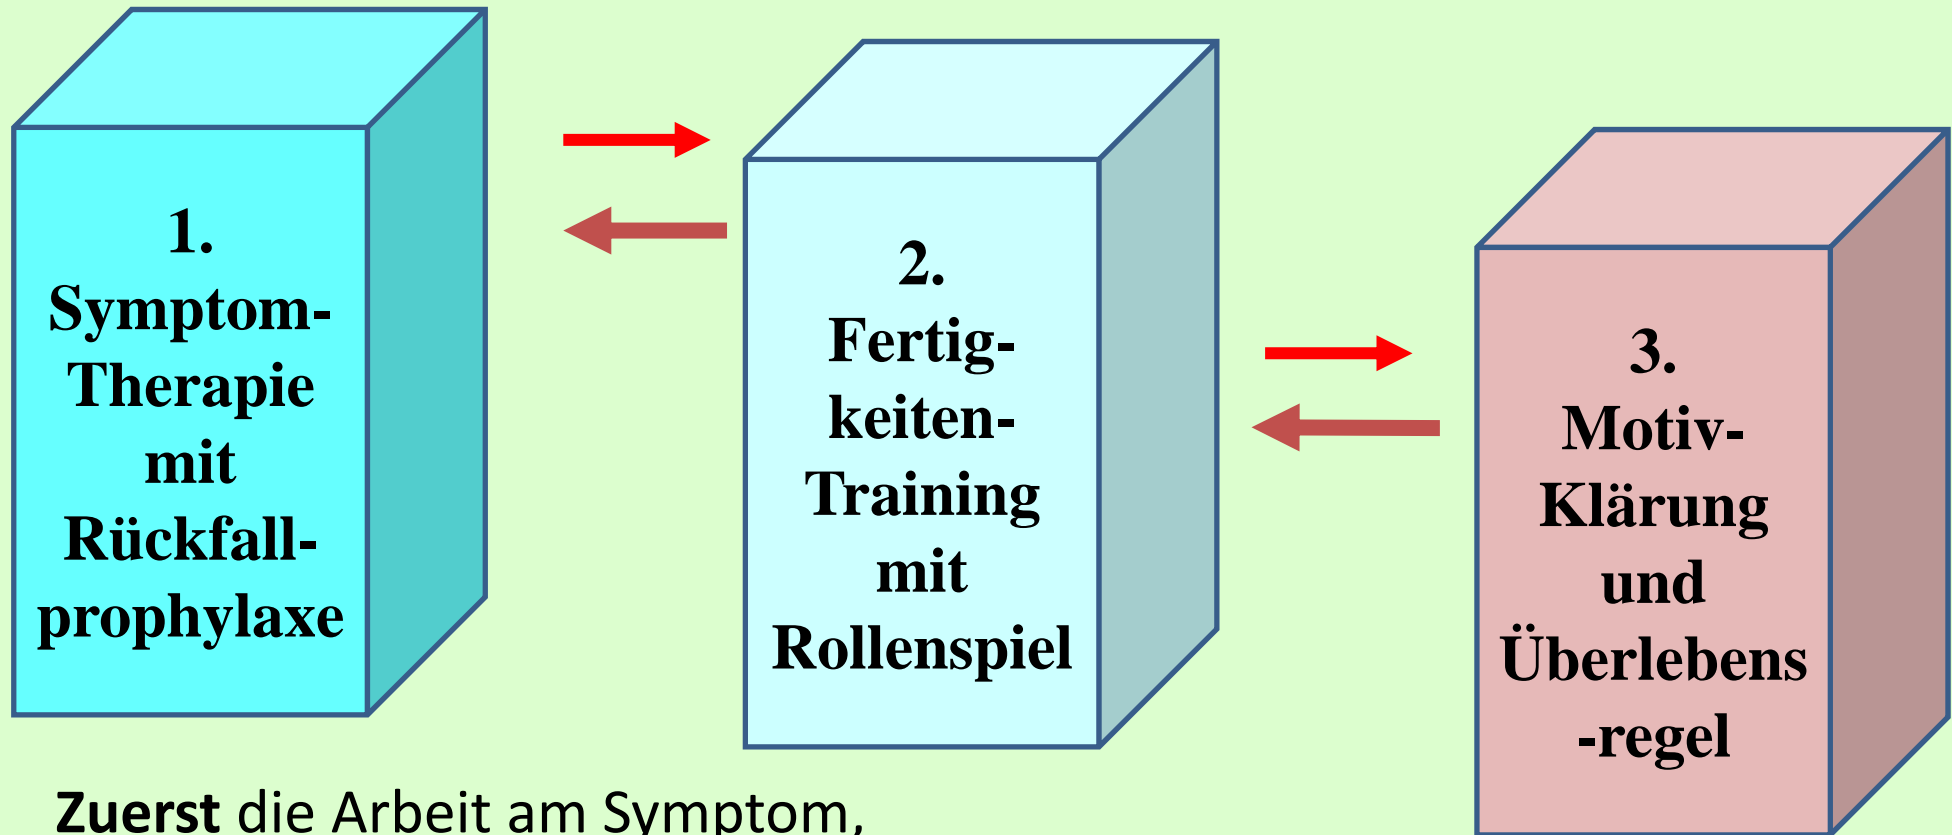 1.
Symptom-
Therapie
mit
Rückfall-
prophylaxe
2.
Fertig-
keiten-
Training
mit
Rollenspiel
3.
Motiv-
Klärung
und
Überlebens
-regel
Zuerst die Arbeit am Symptom,